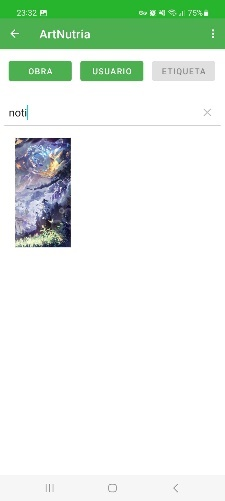 23:32 75%
ArtNutria
OBRA USUARIO ETIQUETA
noti